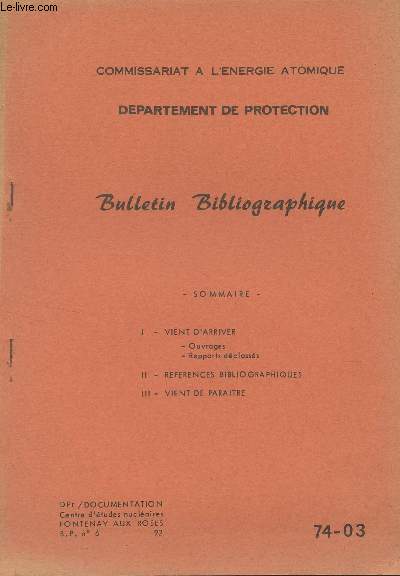 Le-Livre.com
COMMISSARIAT A L'ENERGIE ATOMIQUE
DEPARTEMENT DE PROTECTION
Bulletin Bibliographique
- SOMMAIRE -
I - VIENT D'ARRIVER
- Ouvrages
- Rapports déclassés
II - REFERENCES BIBLIOGRAPHIQUES
III - VIENT DE PARAITRE
DPr/DOCUMENTATION
Centre d'études nucléaires
FONTENAY AUX ROSES
B.P. n° 6 92
74-03